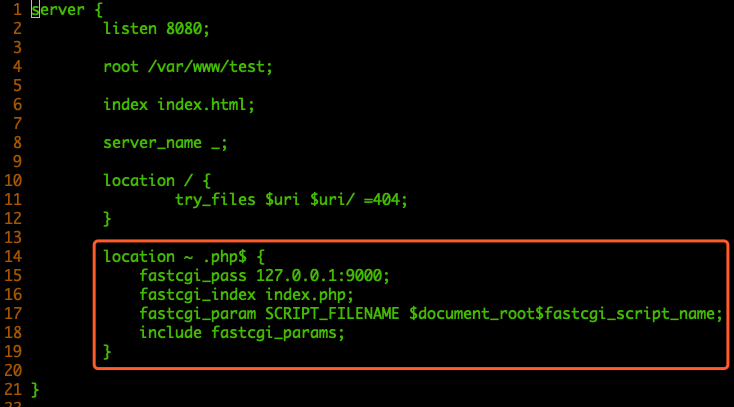 1 server {
2         listen 8080;
3
4         root /var/www/test;
5
6         index index.html;
7
8         server_name _;
9
10         location / {
11                 try_files $uri $uri/ =404;
12         }
13
14         location ~ .php$ {
15             fastcgi_pass 127.0.0.1:9000;
16             fastcgi_index index.php;
17             fastcgi_param SCRIPT_FILENAME $document_root$fastcgi_script_name;
18             include fastcgi_params;
19         }
20
21 }
22